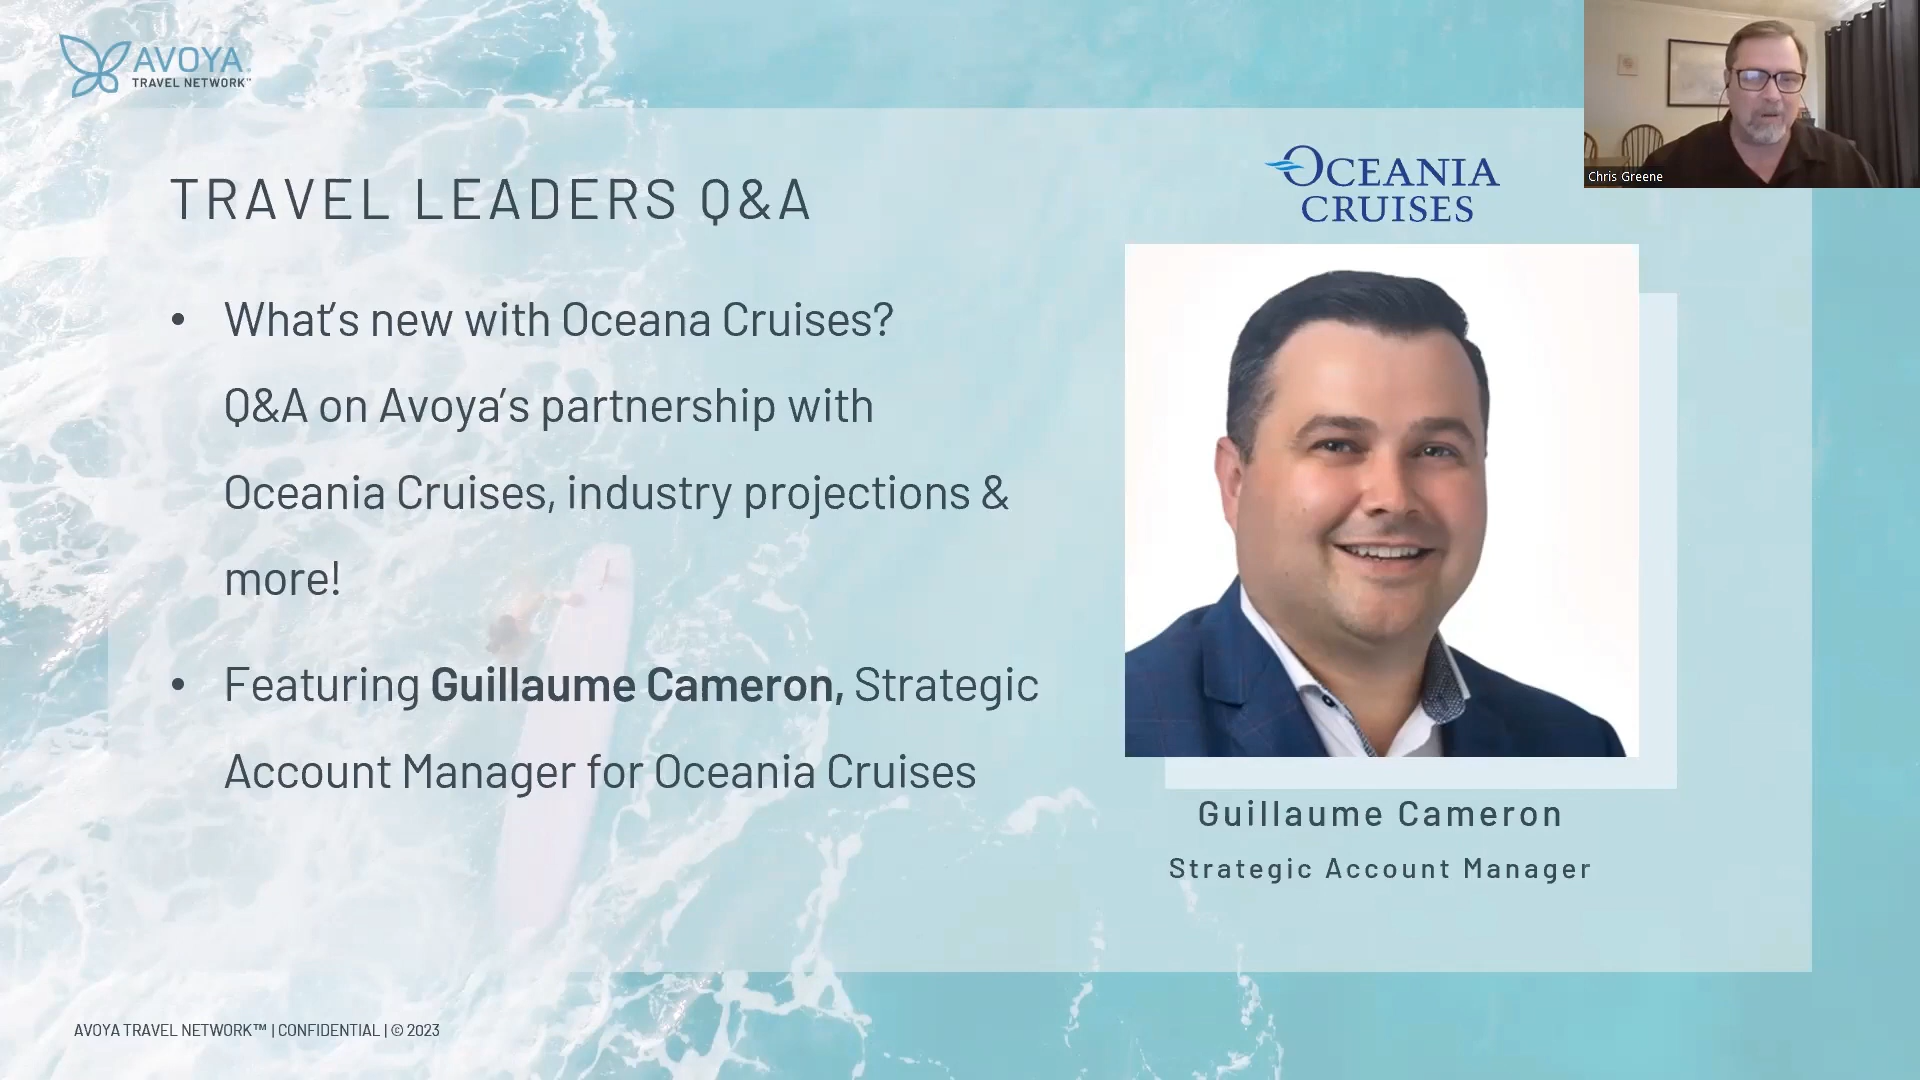 AVOYA
TRAVEL NETWORK™
TRAVEL LEADERS Q&A
• What's new with Oceana Cruises?
Q&A on Avoya's partnership with
Oceania Cruises, industry projections &
more!
• Featuring Guillaume Cameron, Strategic
Account Manager for Oceania Cruises
OCEANIA
CRUISES
Chris Greene
Guillaume Cameron
Strategic Account Manager
AVOYA TRAVEL NETWORK™ | CONFIDENTIAL | © 2023